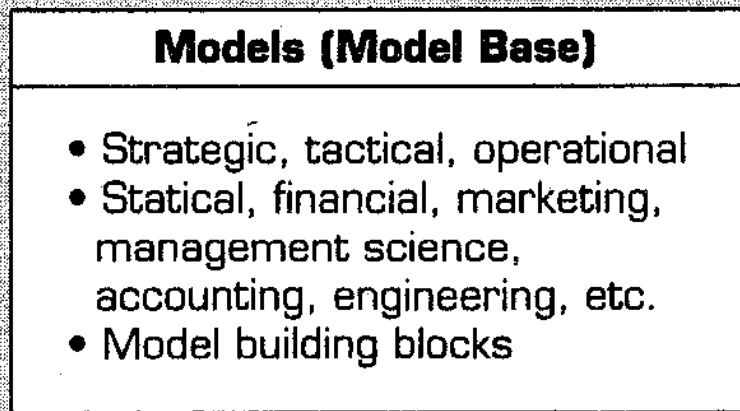 Models (Model Base)
• Strategic, tactical, operational
• Statical, financial, marketing,
management science,
accounting, engineering, etc.
• Model building blocks